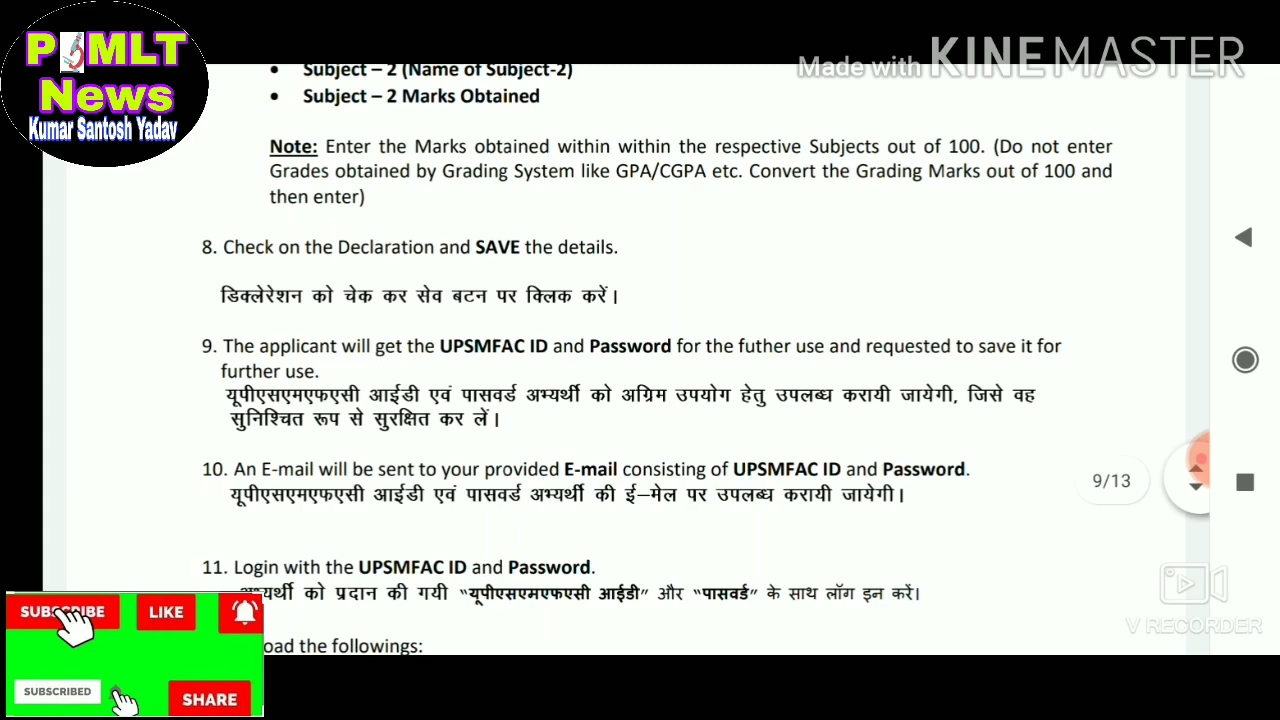 P MLT
News
Kumar Santosh Yadav
Made with KINEMASTER
• Subject – 2 (Name of Subject-2)
• Subject – 2 Marks Obtained
Note: Enter the Marks obtained within within the respective Subjects out of 100. (Do not enter
Grades obtained by Grading System like GPA/CGPA etc. Convert the Grading Marks out of 100 and
then enter)
8. Check on the Declaration and SAVE the details.
डिक्लेरेशन को चेक कर सेव बटन पर क्लिक करें।
9. The applicant will get the UPSMFAC ID and Password for the futher use and requested to save it for
further use.
यूपीएसएमएफएसी आईडी एवं पासवर्ड अभ्यर्थी को अग्रिम उपयोग हेतु उपलब्ध करायी जायेगी, जिसे वह
सुनिश्चित रूप से सुरक्षित कर लें।
10. An E-mail will be sent to your provided E-mail consisting of UPSMFAC ID and Password.
यूपीएसएमएफएसी आईडी एवं पासवर्ड अभ्यर्थी की ई–मेल पर उपलब्ध करायी जायेगी।
9/13
11. Login with the UPSMFAC ID and Password.
अभ्यर्थी को प्रदान की गयी “यूपीएसएमएफएसी आईडी” और “पासवर्ड” के साथ लॉग इन करें।
V RECORDER
SUBSCRIBE LIKE
oad the followings:
SUBSCRIBED
SHARE